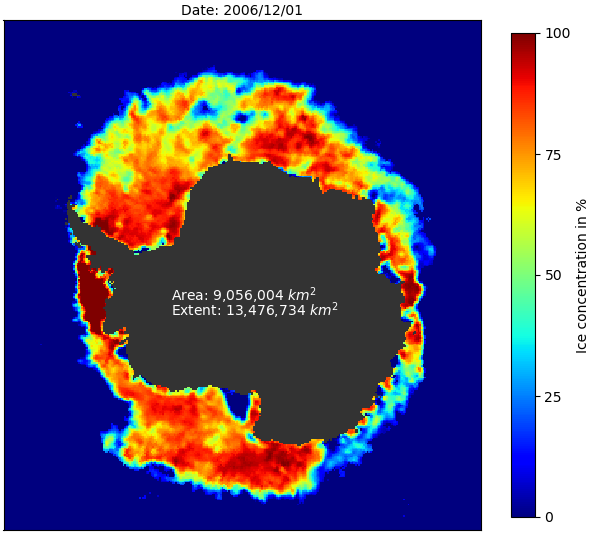 Date: 2006/12/01
100
75
50
25
0
Ice concentration in %
Area: 9,056,004 km²
Extent: 13,476,734 km²